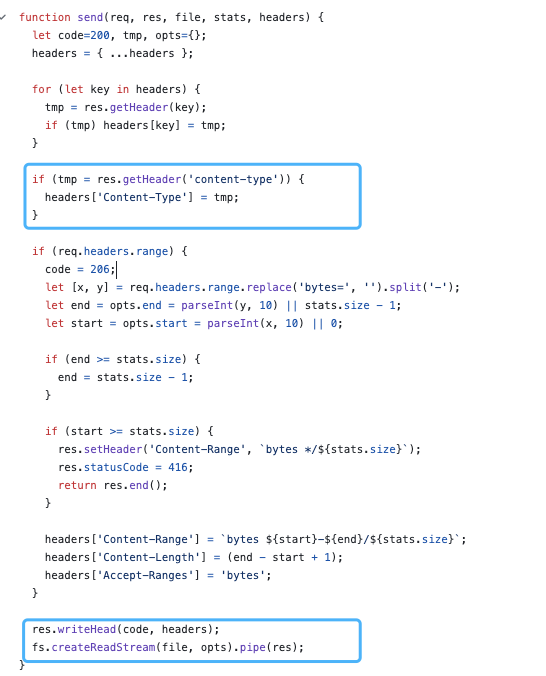 function send(req, res, file, stats, headers) {
let code=200, tmp, opts={};
headers = { ...headers };
for (let key in headers) {
tmp = res.getHeader(key);
if (tmp) headers[key] = tmp;
}
if (tmp = res.getHeader('content-type')) {
headers['Content-Type'] = tmp;
}
if (req.headers.range) {
code = 206;
let [x, y] = req.headers.range.replace('bytes=', '').split('-');
let end = opts.end = parseInt(y, 10) || stats.size - 1;
let start = opts.start = parseInt(x, 10) || 0;
if (end >= stats.size) {
end = stats.size - 1;
}
if (start >= stats.size) {
res.setHeader('Content-Range', `bytes */${stats.size}`);
res.statusCode = 416;
return res.end();
}
headers['Content-Range'] = `bytes ${start}-${end}/${stats.size}`;
headers['Content-Length'] = (end - start + 1);
headers['Accept-Ranges'] = 'bytes';
}
res.writeHead(code, headers);
fs.createReadStream(file, opts).pipe(res);
}